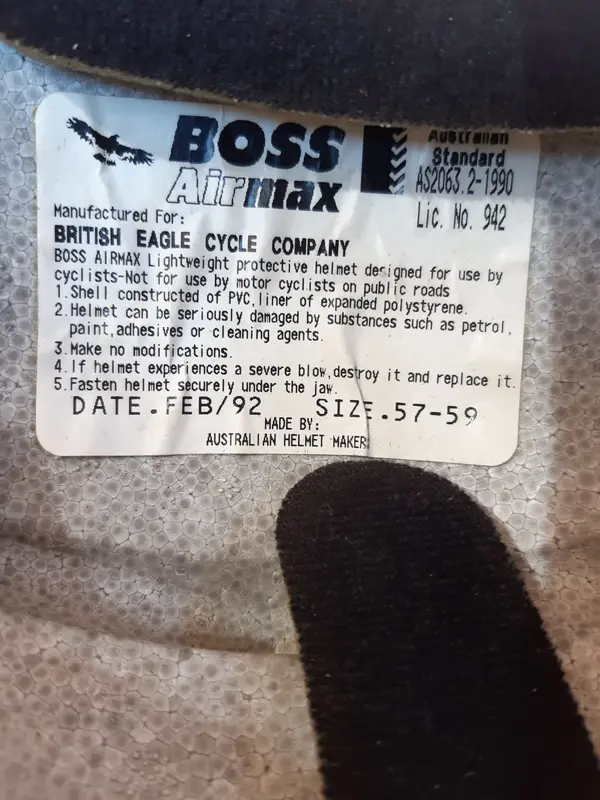 BOSS
Airmax
Australian
Standard
AS2063.2-1990
Lic. No. 942
Manufactured For:
BRITISH EAGLE CYCLE COMPANY
BOSS AIRMAX Lightweight protective helmet designed for use by
cyclists-Not for use by motor cyclists on public roads
1.Shell constructed of PVC,liner of expanded polystyrene.
2.Helmet can be seriously damaged by substances such as petrol,
paint,adhesives or cleaning agents.
3.Make no modifications.
4.If helmet experiences a severe blow,destroy it and replace it.
5.Fasten helmet securely under the jaw.
DATE.FEB/92 SIZE.57-59
MADE BY:
AUSTRALIAN HELMET MAKERS